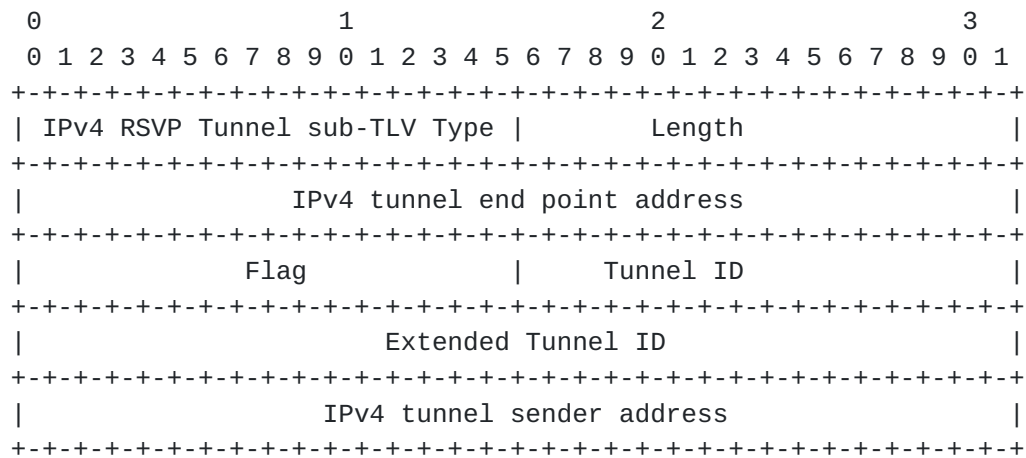 0                   1                   2                   3
 0 1 2 3 4 5 6 7 8 9 0 1 2 3 4 5 6 7 8 9 0 1 2 3 4 5 6 7 8 9 0 1
+-+-+-+-+-+-+-+-+-+-+-+-+-+-+-+-+-+-+-+-+-+-+-+-+-+-+-+-+-+-+-+-+
| IPv4 RSVP Tunnel sub-TLV Type |        Length                 |
+-+-+-+-+-+-+-+-+-+-+-+-+-+-+-+-+-+-+-+-+-+-+-+-+-+-+-+-+-+-+-+-+
|                 IPv4 tunnel end point address                 |
+-+-+-+-+-+-+-+-+-+-+-+-+-+-+-+-+-+-+-+-+-+-+-+-+-+-+-+-+-+-+-+-+
|              Flag             |     Tunnel ID                 |
+-+-+-+-+-+-+-+-+-+-+-+-+-+-+-+-+-+-+-+-+-+-+-+-+-+-+-+-+-+-+-+-+
|                       Extended Tunnel ID                      |
+-+-+-+-+-+-+-+-+-+-+-+-+-+-+-+-+-+-+-+-+-+-+-+-+-+-+-+-+-+-+-+-+
|                   IPv4 tunnel sender address                  |
+-+-+-+-+-+-+-+-+-+-+-+-+-+-+-+-+-+-+-+-+-+-+-+-+-+-+-+-+-+-+-+-+